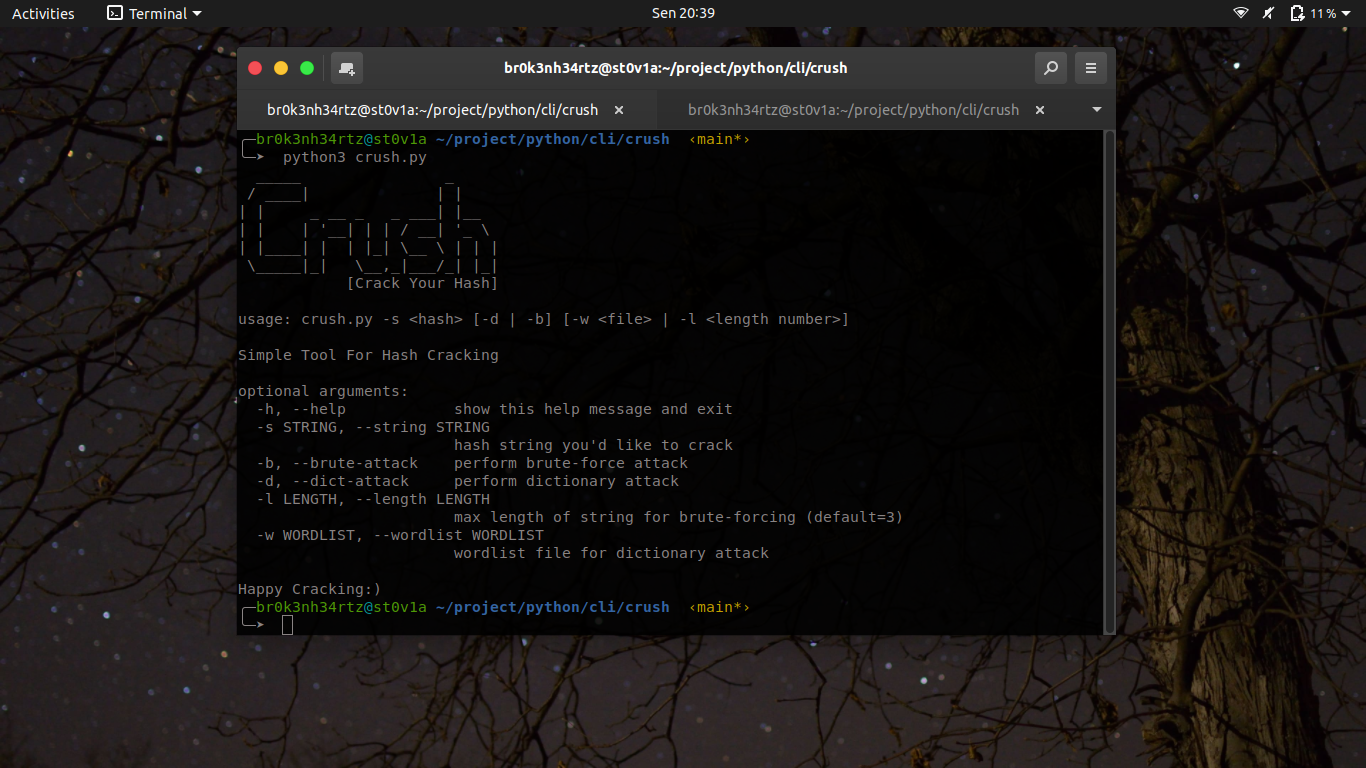 Activities Terminal Sen 20:39 11 %
br0k3nh34rtz@st0v1a:~/project/python/cli/crush
br0k3nh34rtz@st0v1a:~/project/python/cli/crush × br0k3nh34rtz@st0v1a:~/project/python/cli/crush ×
br0k3nh34rtz@st0v1a ~/project/python/cli/crush ‹main*›
python3 crush.py
Crush
[Crack Your Hash]
usage: crush.py -s <hash> [-d | -b] [-w <file> | -l <length number>]
Simple Tool For Hash Cracking
optional arguments:
-h, --help show this help message and exit
-s STRING, --string STRING
hash string you'd like to crack
-b, --brute-attack perform brute-force attack
-d, --dict-attack perform dictionary attack
-l LENGTH, --length LENGTH
max length of string for brute-forcing (default=3)
-w WORDLIST, --wordlist WORDLIST
wordlist file for dictionary attack
Happy Cracking:)
br0k3nh34rtz@st0v1a ~/project/python/cli/crush ‹main*›